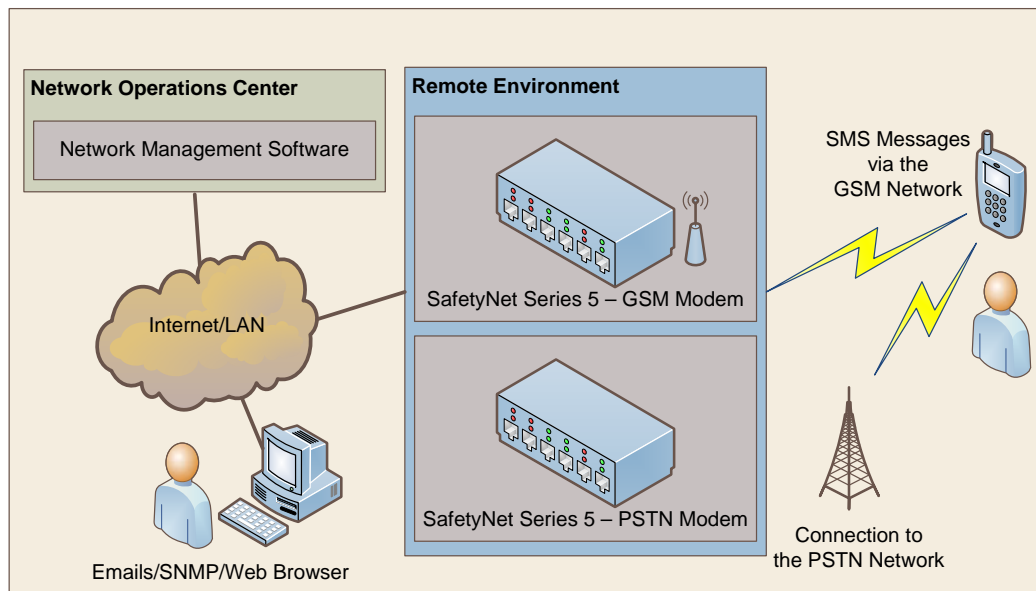 Network Operations Center
Network Management Software
Remote Environment
SafetyNet Series 5 – GSM Modem
SafetyNet Series 5 – PSTN Modem
SMS Messages
via the
GSM Network
Internet/LAN
Emails/SNMP/Web Browser
Connection to
the PSTN Network